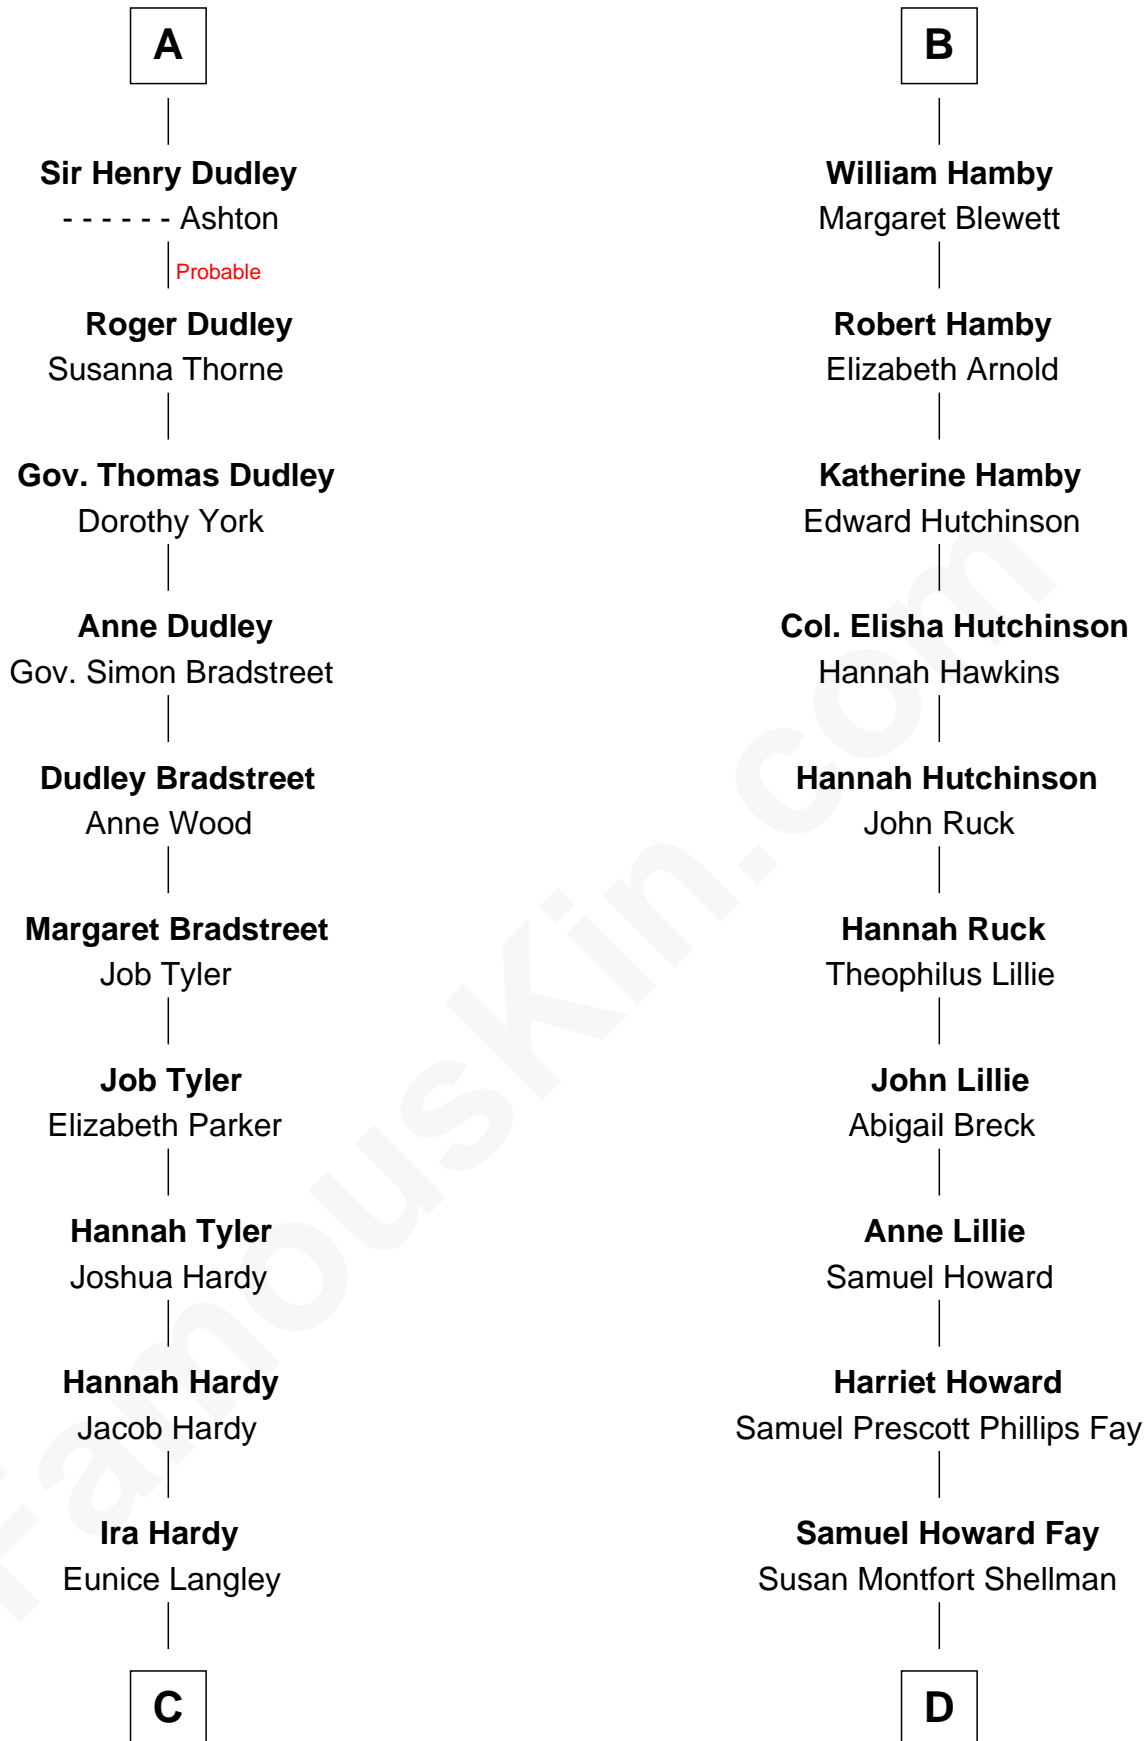 A
Sir Henry Dudley
- - - - - - Ashton
Probable
Roger Dudley
Susanna Thorne
Gov. Thomas Dudley
Dorothy York
Anne Dudley
Gov. Simon Bradstreet
Dudley Bradstreet
Anne Wood
Margaret Bradstreet
Job Tyler
Job Tyler
Elizabeth Parker
Hannah Tyler
Joshua Hardy
Hannah Hardy
Jacob Hardy
Ira Hardy
Eunice Langley
C
B
William Hamby
Margaret Blewett
Robert Hamby
Elizabeth Arnold
Katherine Hamby
Edward Hutchinson
Col. Elisha Hutchinson
Hannah Hawkins
Hannah Hutchinson
John Ruck
Hannah Ruck
Theophilus Lillie
John Lillie
Abigail Breck
Anne Lillie
Samuel Howard
Harriet Howard
Samuel Prescott Phillips Fay
Samuel Howard Fay
Susan Montfort Shellman
D
FamousKin.com